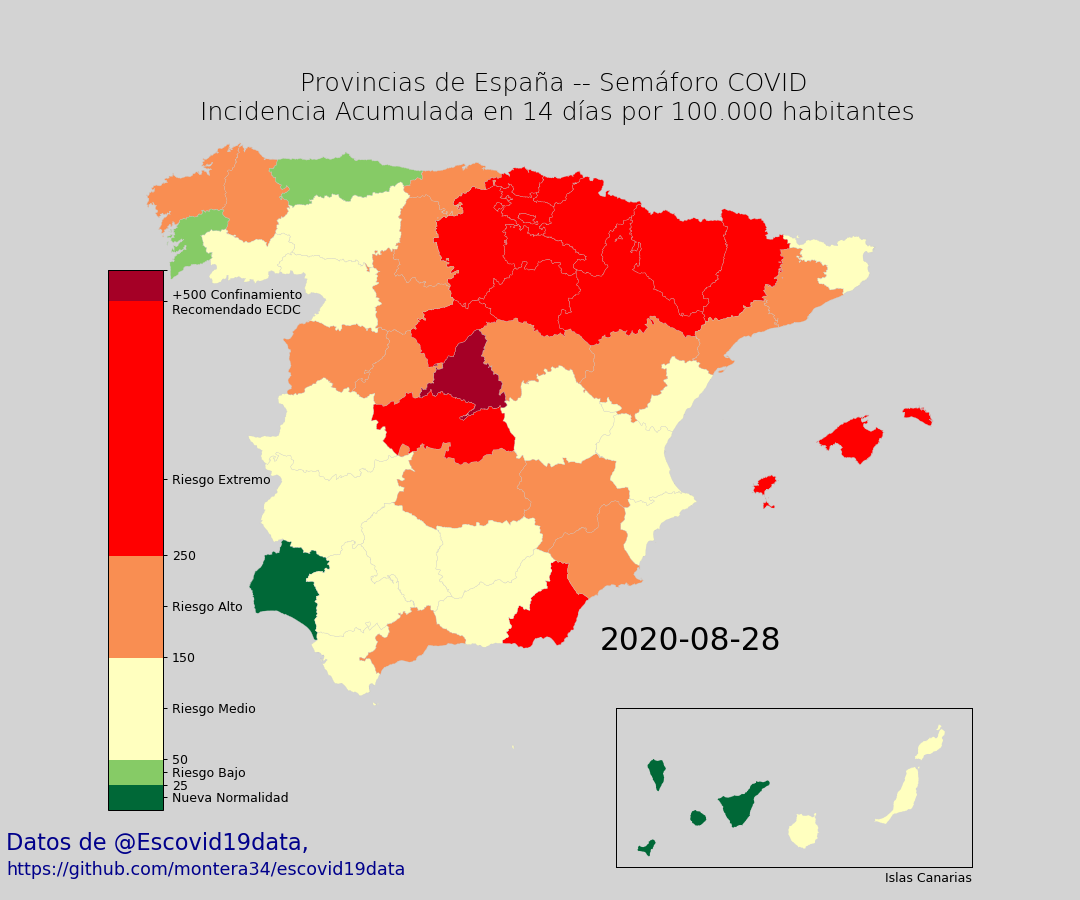 Provincias de España -- Semáforo COVID
Incidencia Acumulada en 14 días por 100.000 habitantes
+500 Confinamiento
Recomendado ECDC
Riesgo Extremo
250
Riesgo Alto
150
Riesgo Medio
50
Riesgo Bajo
25
Nueva Normalidad
2020-08-28
Islas Canarias
Datos de @Escovid19data,
https://github.com/montera34/escovid19data